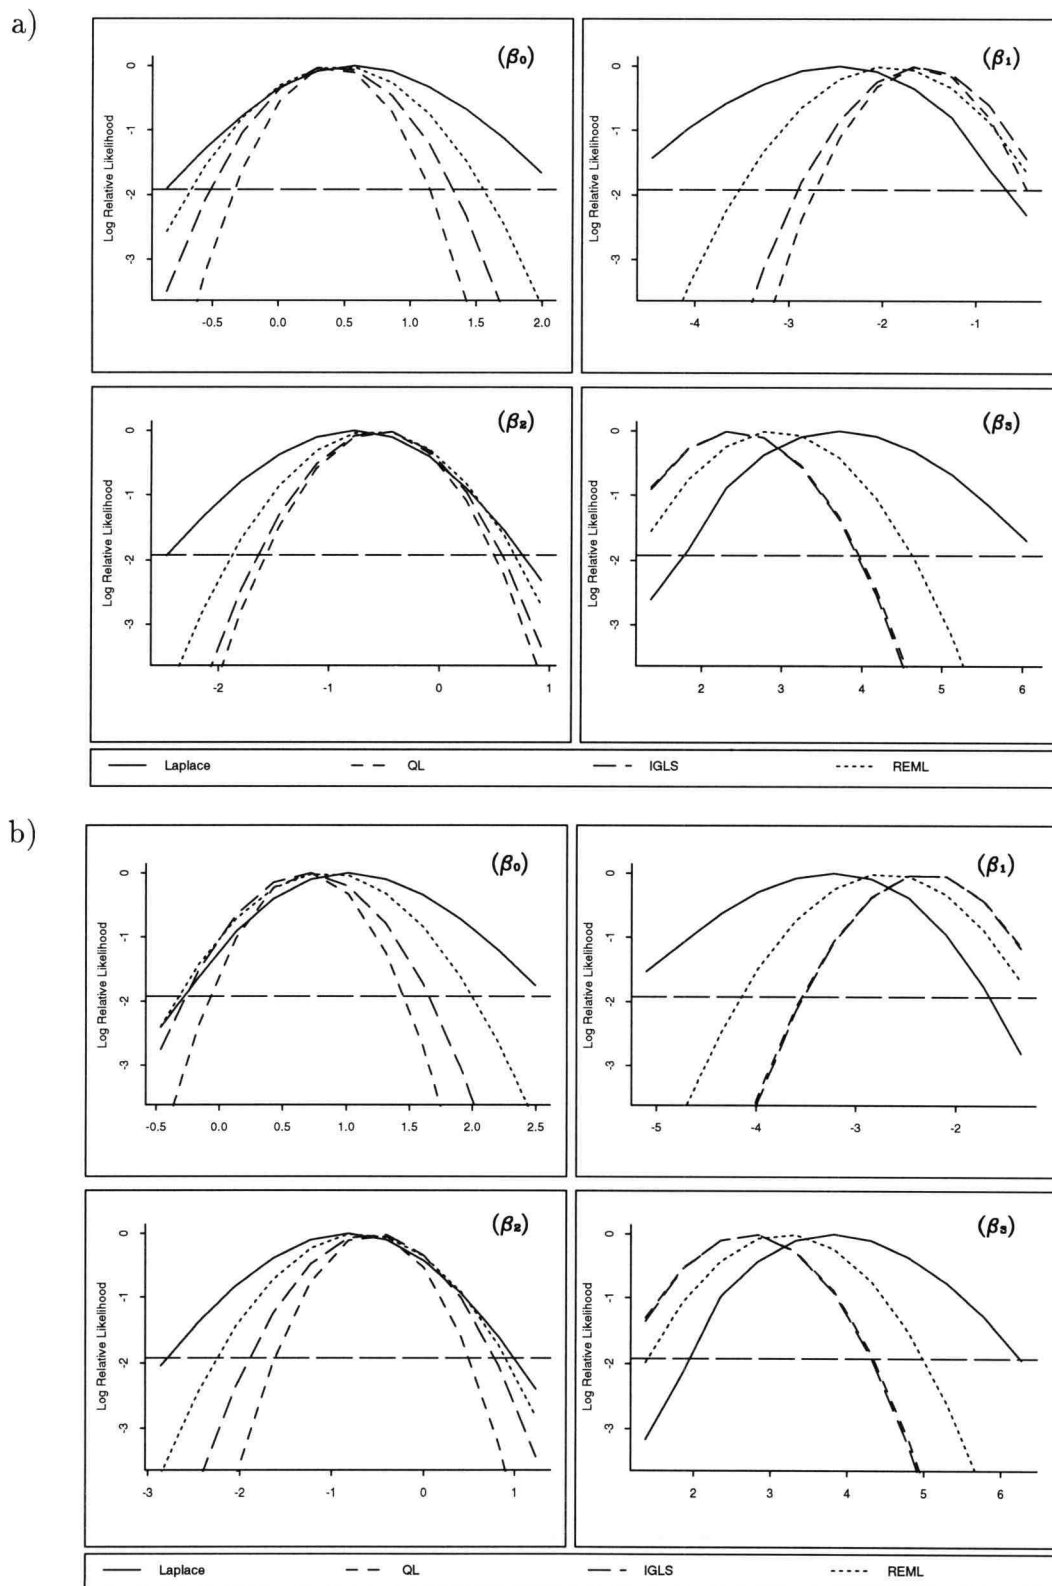 a)
(β₀)
Log Relative Likelihood
0
-1
-2
-3
-0.5 0.0 0.5 1.0 1.5 2.0
(β₁)
Log Relative Likelihood
0
-1
-2
-3
-4 -3 -2 -1
(β₂)
Log Relative Likelihood
0
-1
-2
-3
-2 -1 0 1
(β₃)
Log Relative Likelihood
0
-1
-2
-3
2 3 4 5 6
Laplace QL IGLS REML
b)
(β₀)
Log Relative Likelihood
0
-1
-2
-3
-0.5 0.0 0.5 1.0 1.5 2.0 2.5
(β₁)
Log Relative Likelihood
0
-1
-2
-3
-5 -4 -3 -2
(β₂)
Log Relative Likelihood
0
-1
-2
-3
-3 -2 -1 0 1
(β₃)
Log Relative Likelihood
0
-1
-2
-3
2 3 4 5 6
Laplace QL IGLS REML